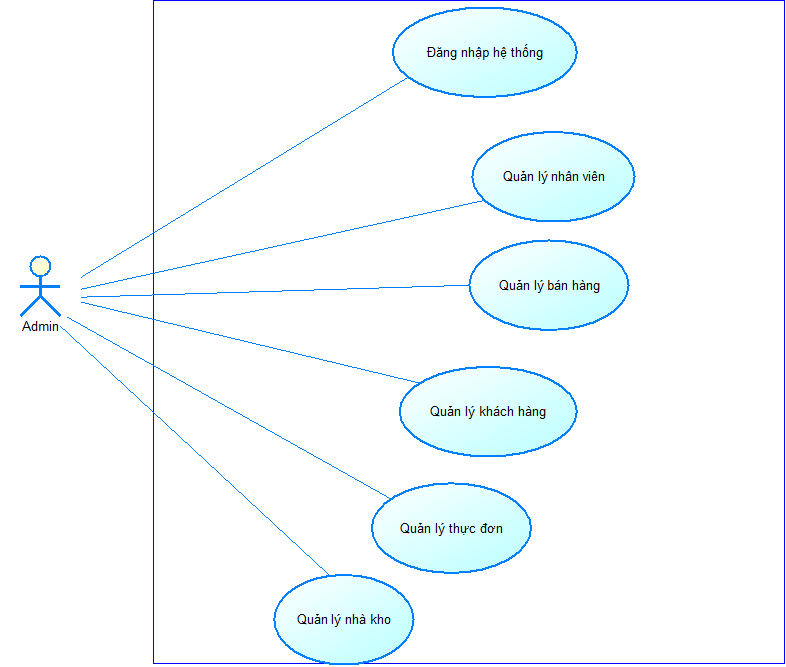 Đăng nhập hệ thống
Quản lý nhân viên
Quản lý bán hàng
Admin
Quản lý khách hàng
Quản lý thực đơn
Quản lý nhà kho